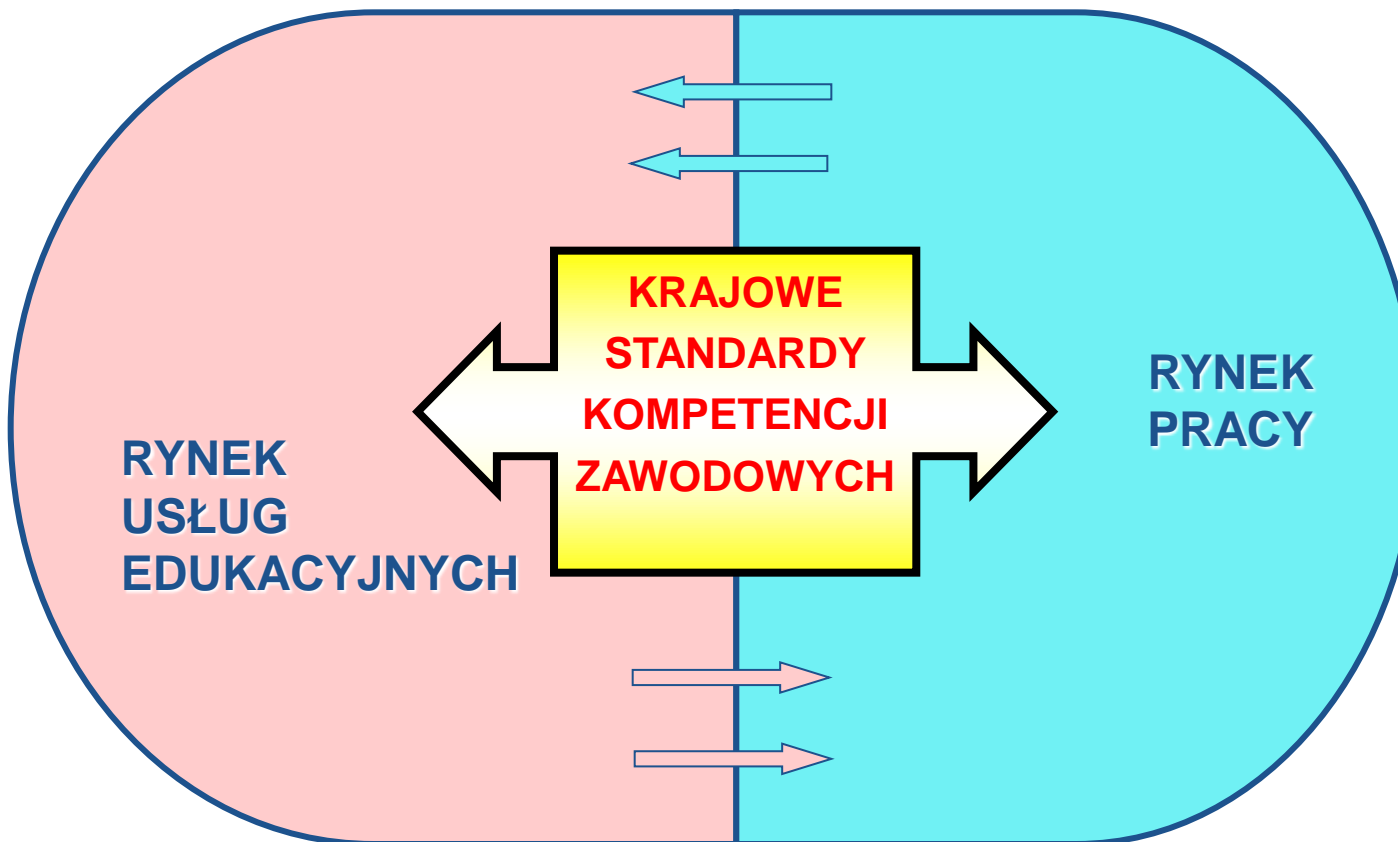 KRAJOWE
STANDARDY
KOMPETENCJI
ZAWODOWYCH
RYNEK
USŁUG
EDUKACYJNYCH
RYNEK
PRACY